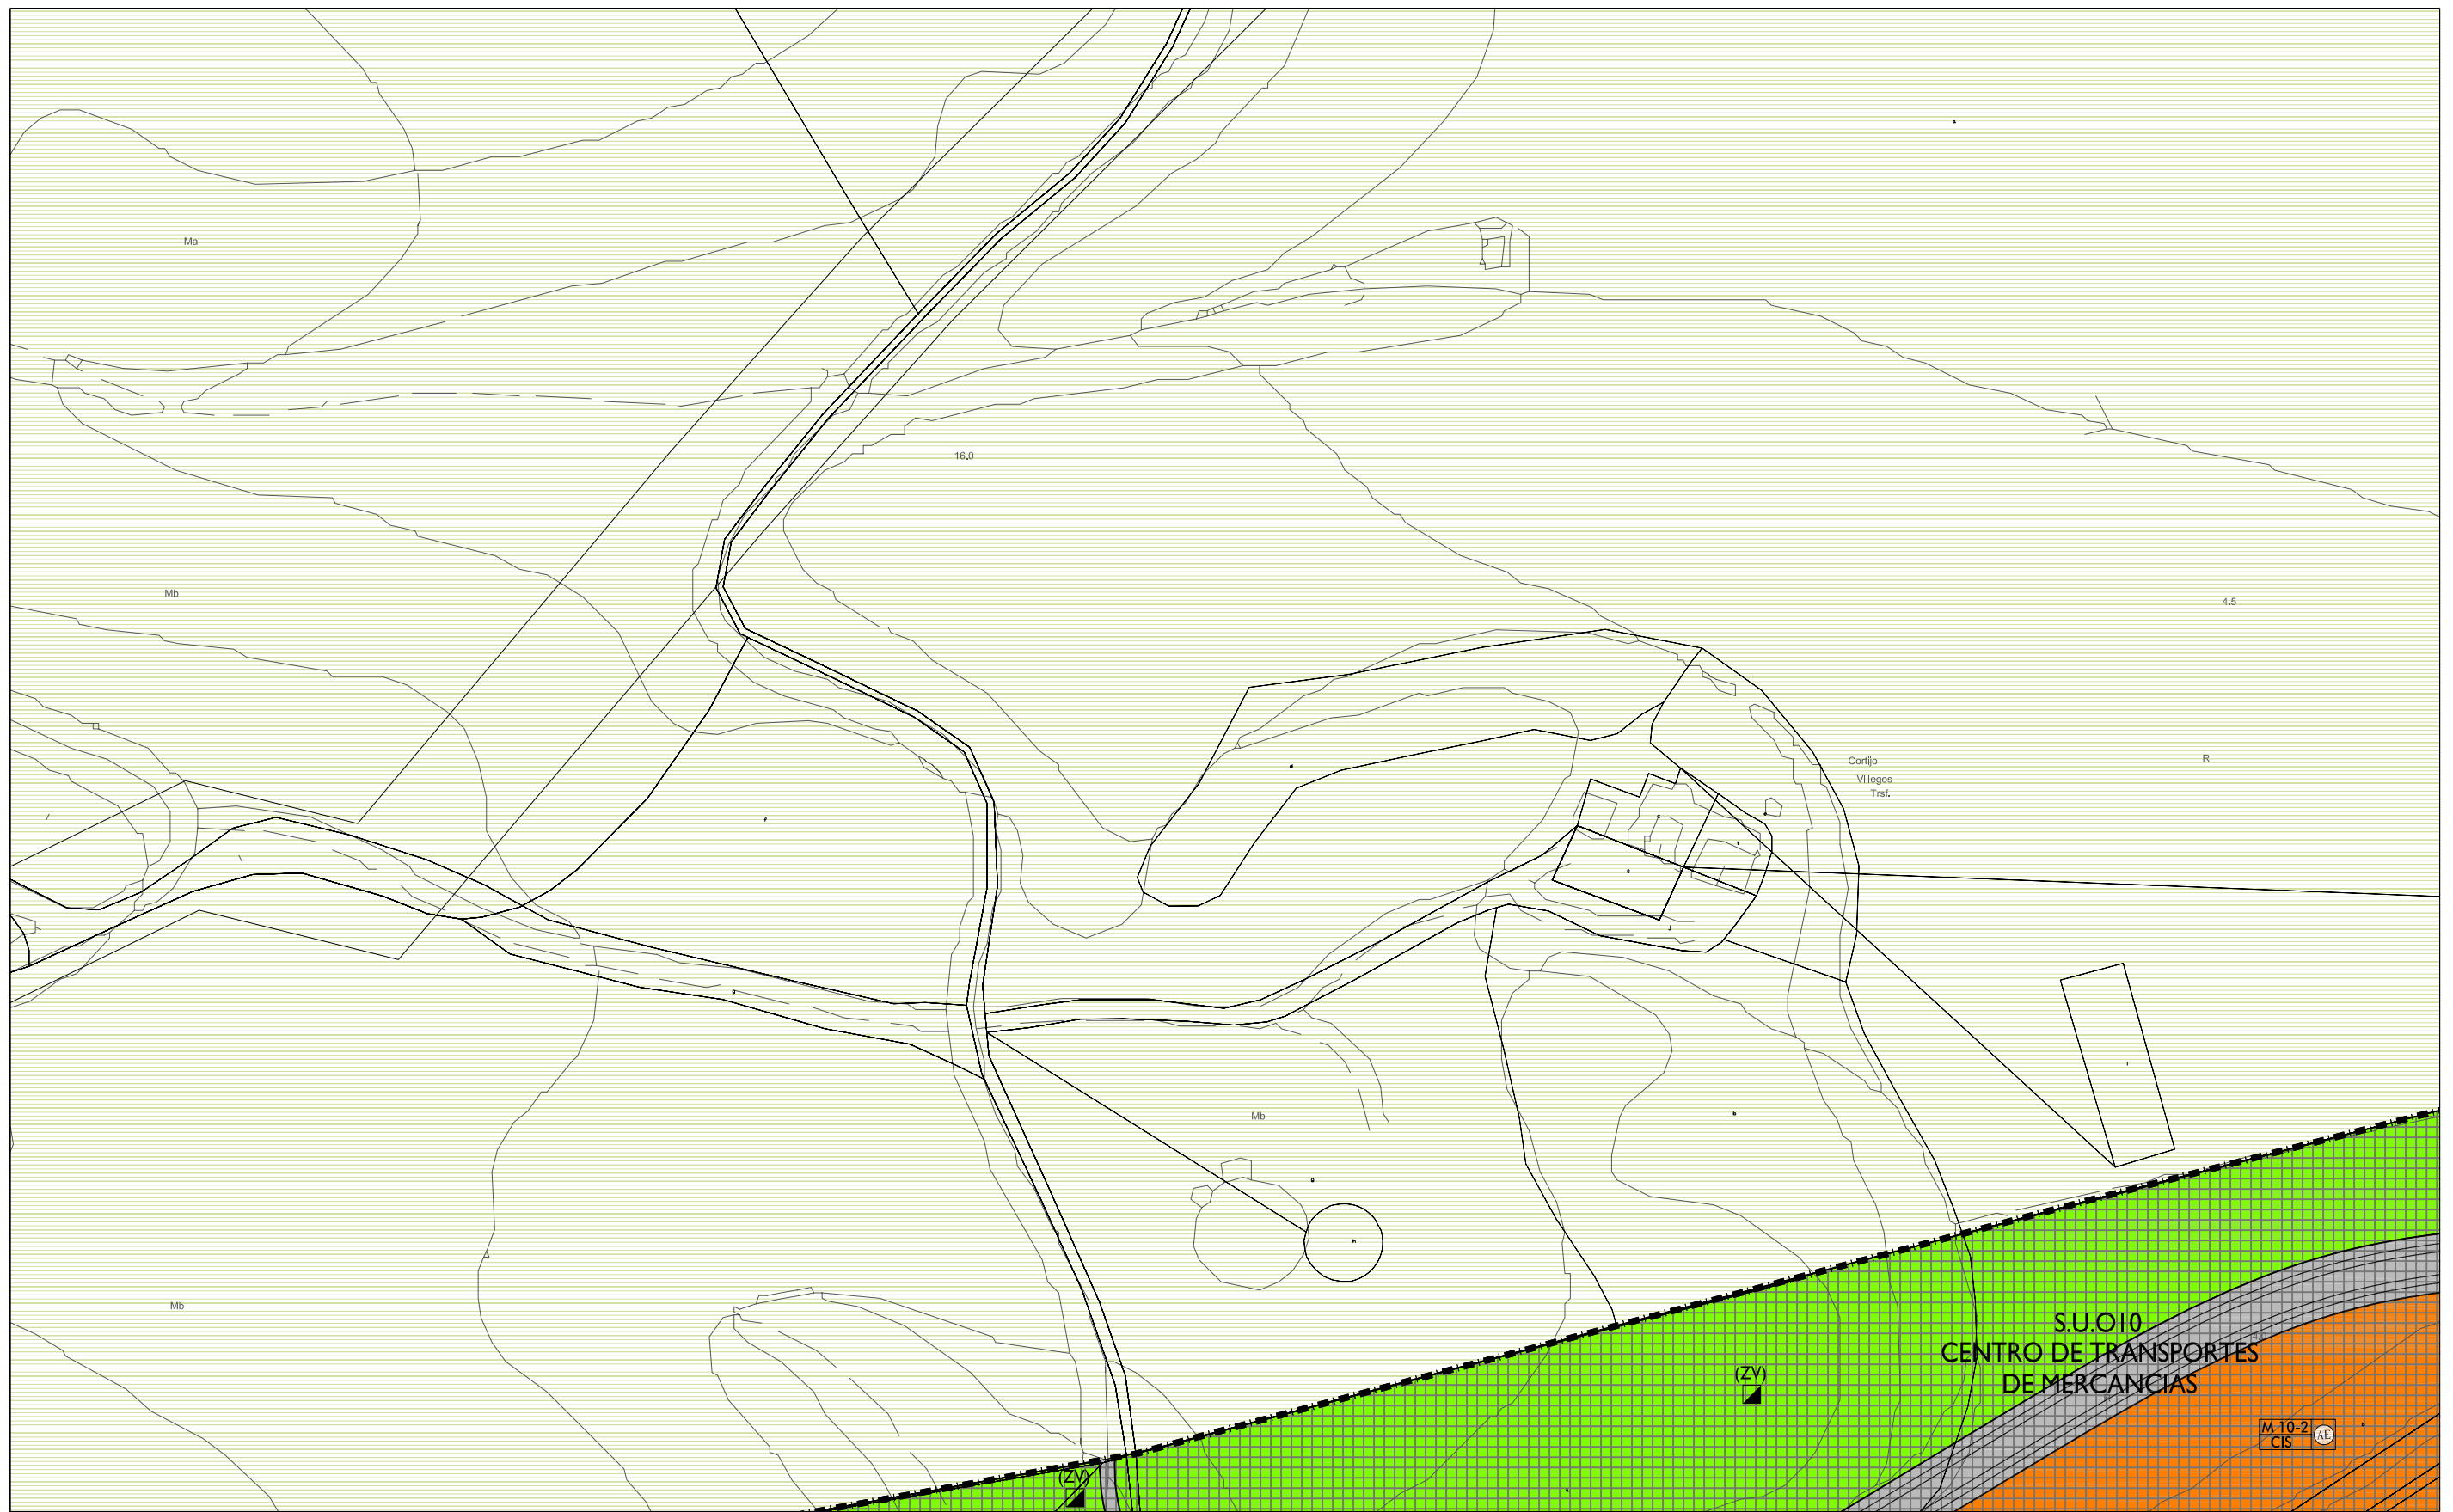 Ma
16.0
Mb
4.5
Cortijo
Villegos
Trsf.
R
Mb
Mb
S.U.O10
CENTRO DE TRANSPORTES
DE MERCANCIAS
(ZV)
M 10-2
CIS
AE
(ZV)